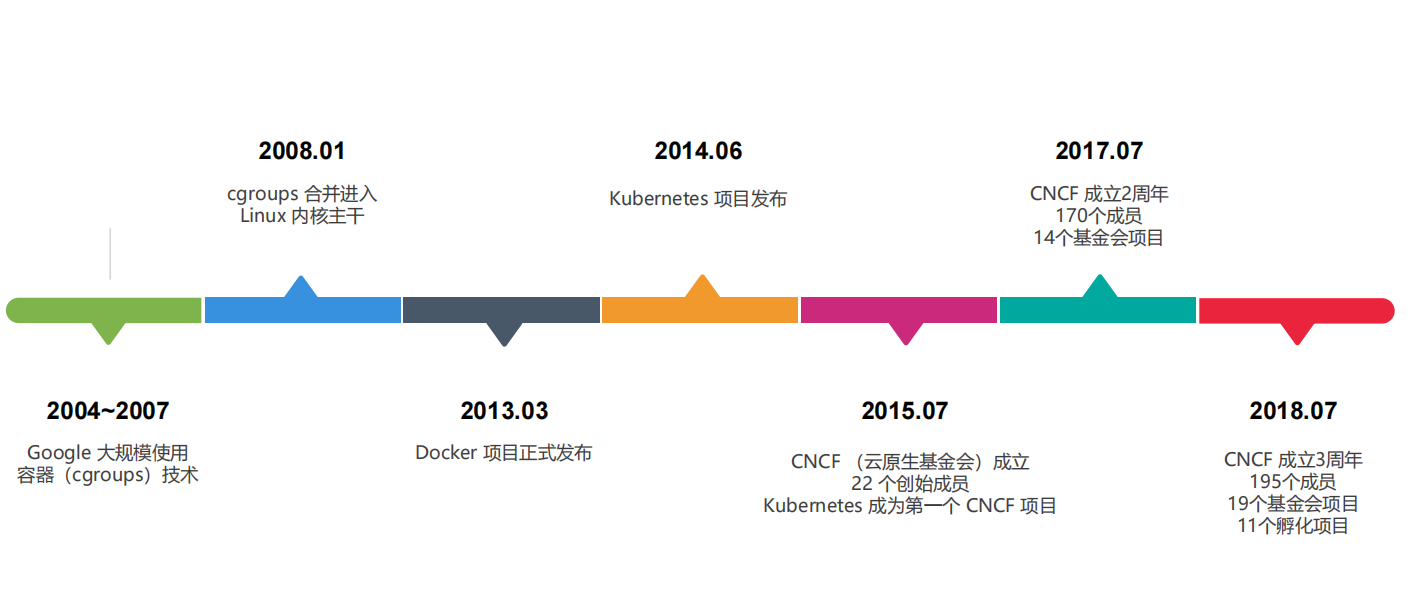 2004~2007
Google 大规模使用
容器（cgroups）技术
2008.01
cgroups 合并进入
Linux 内核主干
2013.03
Docker 项目正式发布
2014.06
Kubernetes 项目发布
2015.07
CNCF （云原生基金会）成立
22 个创始成员
Kubernetes 成为第一个 CNCF 项目
2017.07
CNCF 成立2周年
170个成员
14个基金会项目
2018.07
CNCF 成立3周年
195个成员
19个基金会项目
11个孵化项目